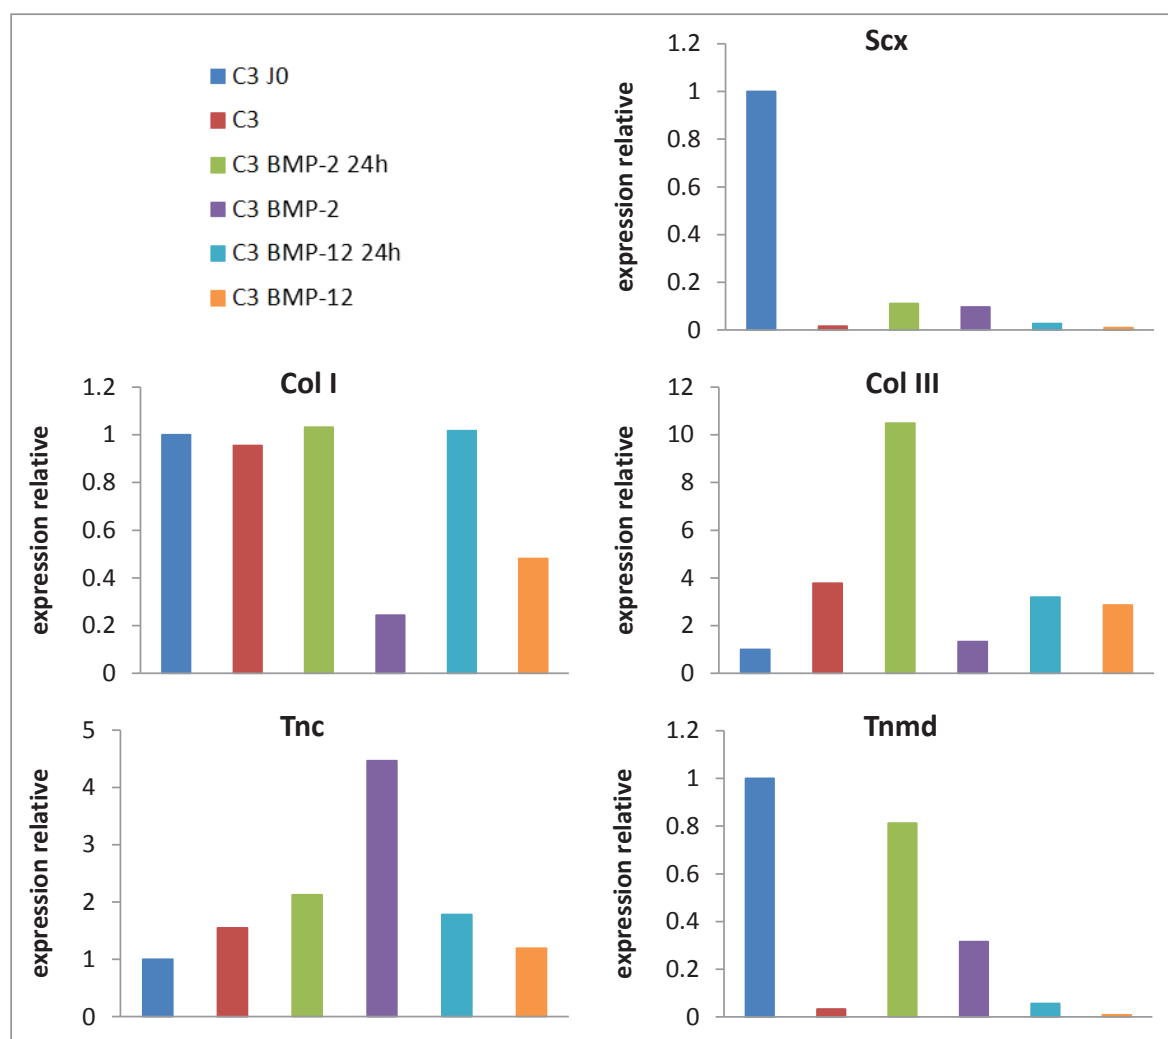 C3 J0
C3
C3 BMP-2 24h
C3 BMP-2
C3 BMP-12 24h
C3 BMP-12
Scx
expression relative
1.2
1
0.8
0.6
0.4
0.2
0
Col I
expression relative
1.2
1
0.8
0.6
0.4
0.2
0
Col III
expression relative
12
10
8
6
4
2
0
Tnc
expression relative
5
4
3
2
1
0
Tnmd
expression relative
1.2
1
0.8
0.6
0.4
0.2
0